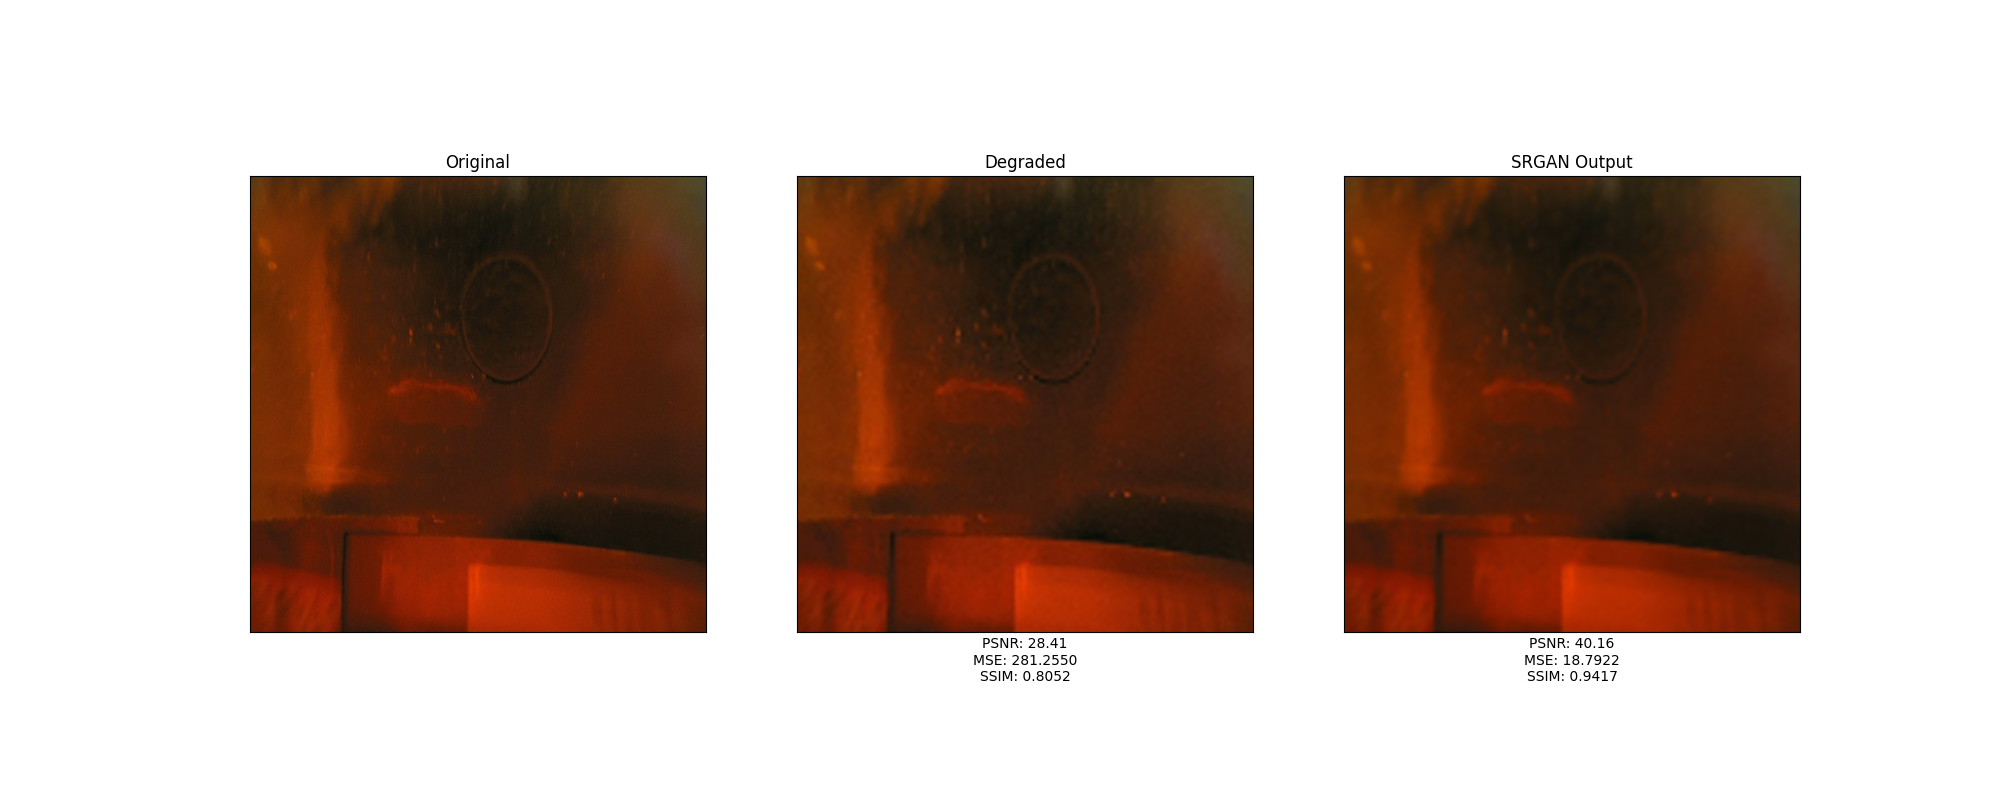 Original
Degraded
SRGAN Output
PSNR: 28.41
MSE: 281.2550
SSIM: 0.8052
PSNR: 40.16
MSE: 18.7922
SSIM: 0.9417